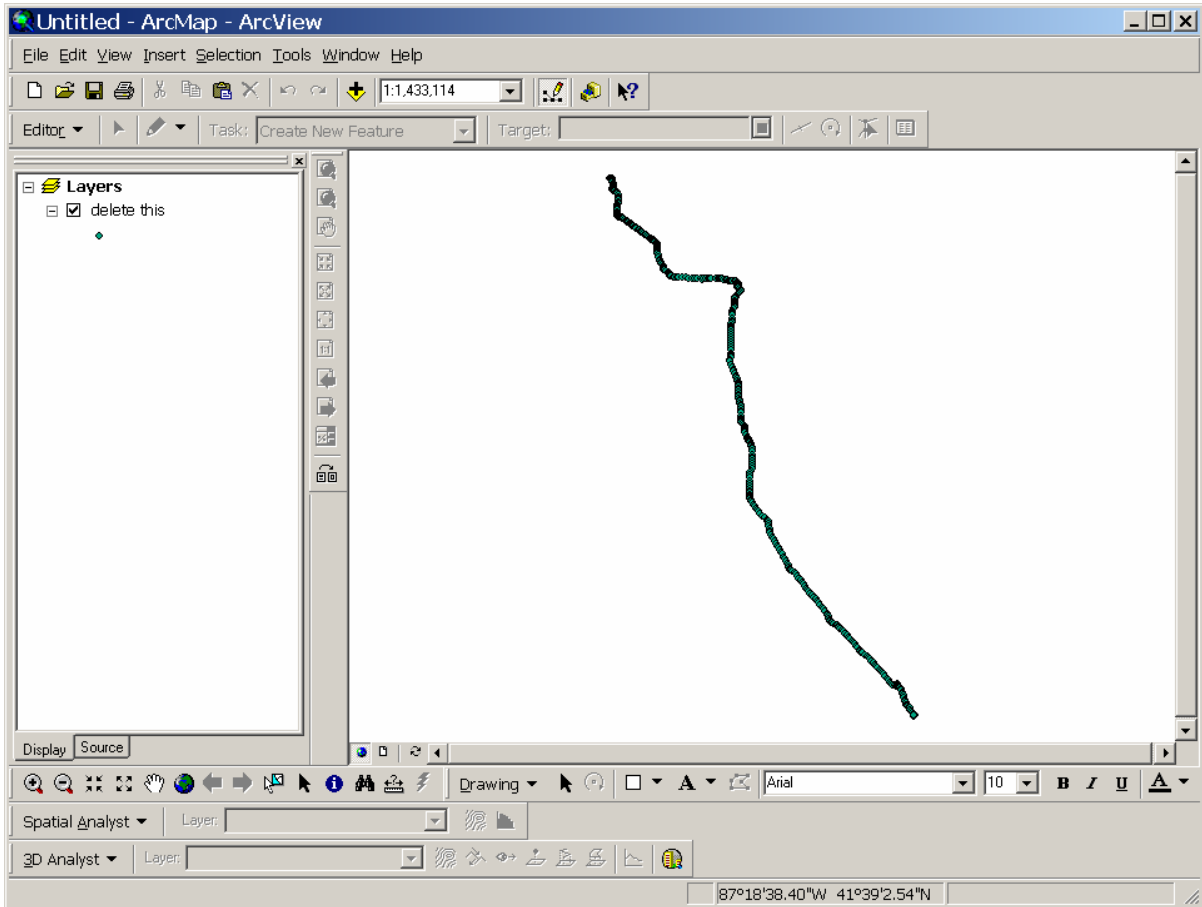 Untitled - ArcMap - ArcView
File Edit View Insert Selection Tools Window Help
1:1,433,114
Editor Task: Create New Feature Target:
Layers
delete this
1:1
Display Source
Drawing A Arial 10 B I U A
Spatial Analyst Layer:
3D Analyst Layer:
87°18'38.40"W 41°39'2.54"N